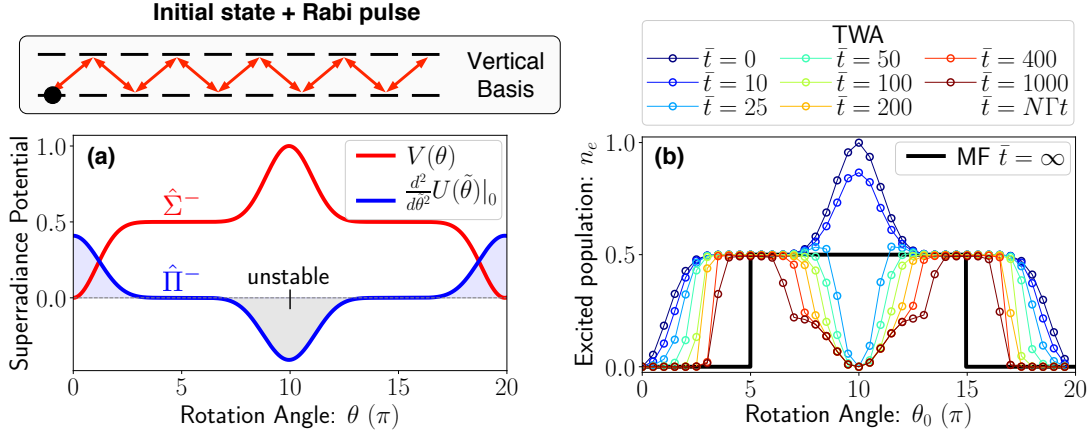 Initial state + Rabi pulse
Vertical
Basis
TWA
t̄ = 0
t̄ = 10
t̄ = 25
t̄ = 50
t̄ = 100
t̄ = 200
t̄ = 400
t̄ = 1000
t̄ = NΓt
(a)
V(θ)
d²/dθ̃² U(θ̃)|₀
Σ̂⁻
Π̂⁻
unstable
Superradiance Potential
1.0
0.5
0.0
0 5 10 15 20
Rotation Angle: θ (π)
(b)
MF t̄ = ∞
Excited population: nₑ
1.0
0.5
0.0
0 5 10 15 20
Rotation Angle: θ₀ (π)